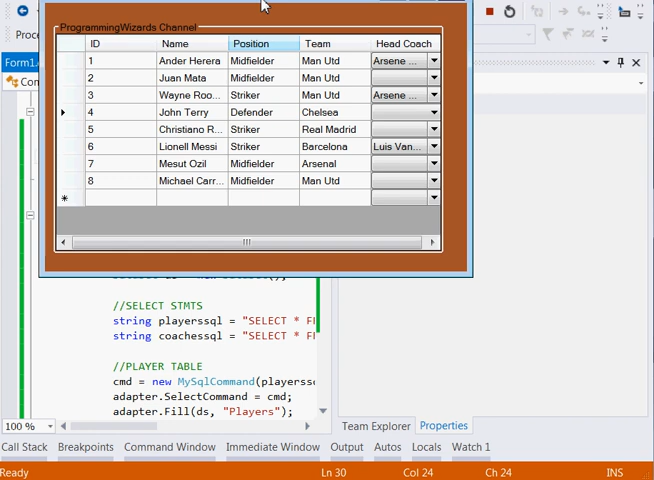 ProgrammingWizards Channel
Proce
Form1.c
Con
ID Name Position Team Head Coach
1 Ander Herera Midfielder Man Utd Arsene ...
2 Juan Mata Midfielder Man Utd
3 Wayne Roo... Striker Man Utd Arsene ...
4 John Terry Defender Chelsea
5 Christiano R... Striker Real Madrid
6 Lionell Messi Striker Barcelona Luis Van...
7 Mesut Ozil Midfielder Arsenal
8 Michael Carr... Midfielder Man Utd
//SELECT STMTS
string playerssql = "SELECT * F
string coachessql = "SELECT * F
//PLAYER TABLE
cmd = new MySqlCommand(playerss
adapter.SelectCommand = cmd;
adapter.Fill(ds, "Players");
100 %
Team Explorer Properties
Call Stack Breakpoints Command Window Immediate Window Output Autos Locals Watch 1
Ready Ln 30 Col 24 Ch 24 INS